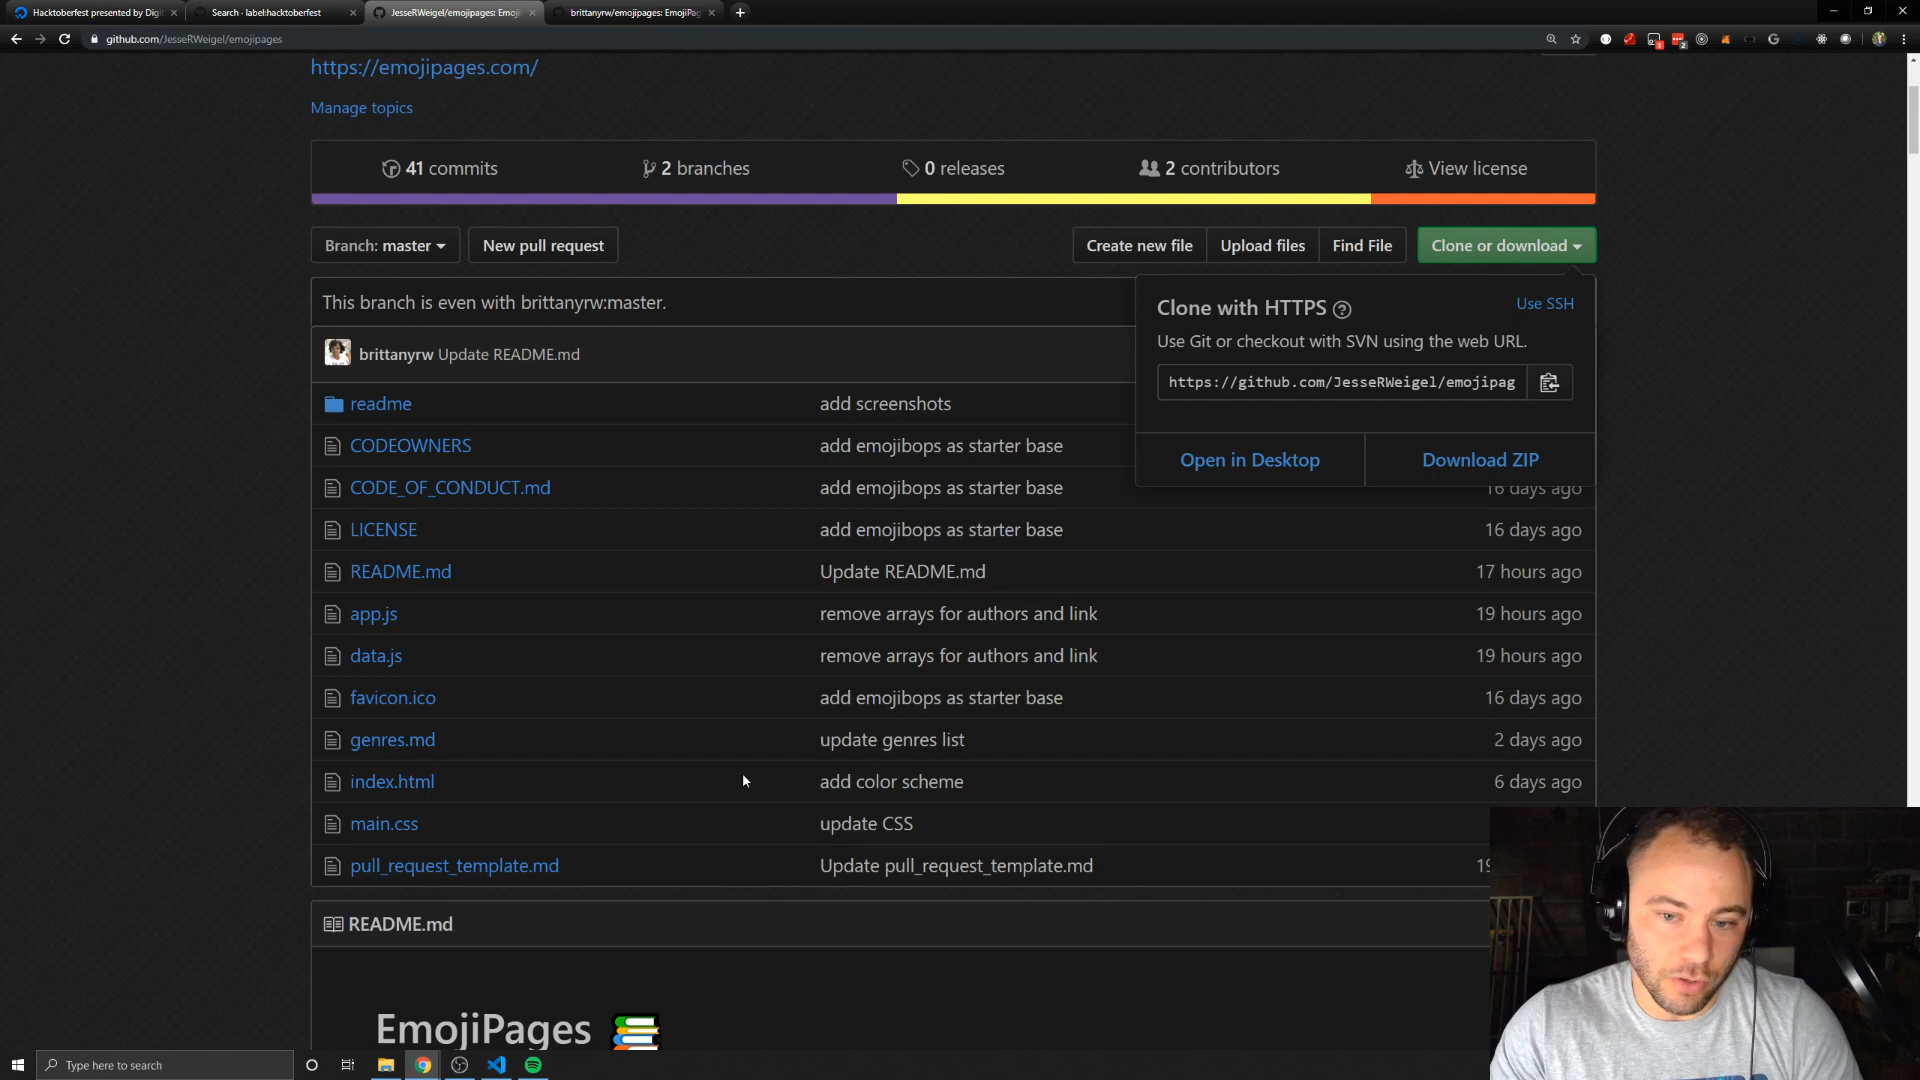 Hacktoberfest presented by Digit
Search · label:hacktoberfest
JesseRWeigel/emojipages: Emoji
brittanyrw/emojipages: EmojiPag
github.com/JesseRWeigel/emojipages
https://emojipages.com/
Manage topics
41 commits
2 branches
0 releases
2 contributors
View license
Branch: master
New pull request
Create new file
Upload files
Find File
Clone or download
This branch is even with brittanyrw:master.
Clone with HTTPS
Use SSH
Use Git or checkout with SVN using the web URL.
https://github.com/JesseRWeigel/emojipag
Open in Desktop
Download ZIP
brittanyrw Update README.md
readme add screenshots
CODEOWNERS add emojibops as starter base
CODE_OF_CONDUCT.md add emojibops as starter base 16 days ago
LICENSE add emojibops as starter base 16 days ago
README.md Update README.md 17 hours ago
app.js remove arrays for authors and link 19 hours ago
data.js remove arrays for authors and link 19 hours ago
favicon.ico add emojibops as starter base 16 days ago
genres.md update genres list 2 days ago
index.html add color scheme 6 days ago
main.css update CSS
pull_request_template.md Update pull_request_template.md
README.md
EmojiPages
Type here to search